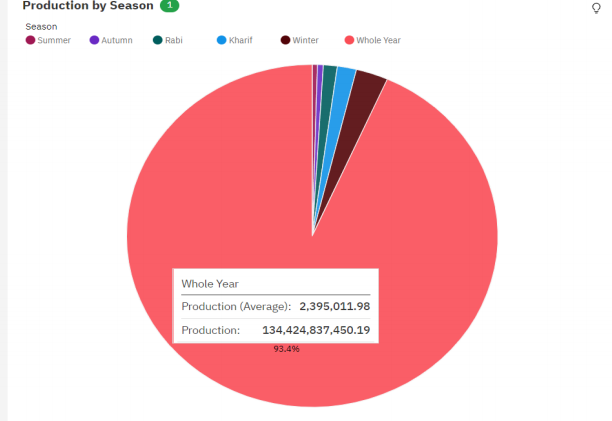 Production by Season 1
Season
Summer Autumn Rabi Kharif Winter Whole Year
Whole Year
Production (Average): 2,395,011.98
Production: 134,424,837,450.19
93.4%